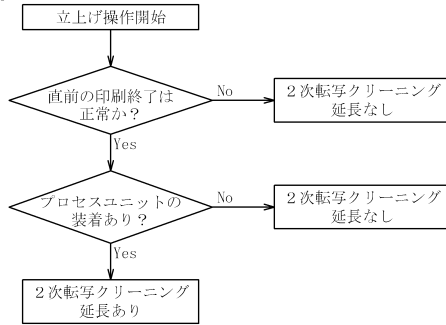 立上げ操作開始
直前の印刷終了は
正常か？
No
２次転写クリーニング
延長なし
Yes
プロセスユニットの
装着あり？
No
２次転写クリーニング
延長なし
Yes
２次転写クリーニング
延長あり